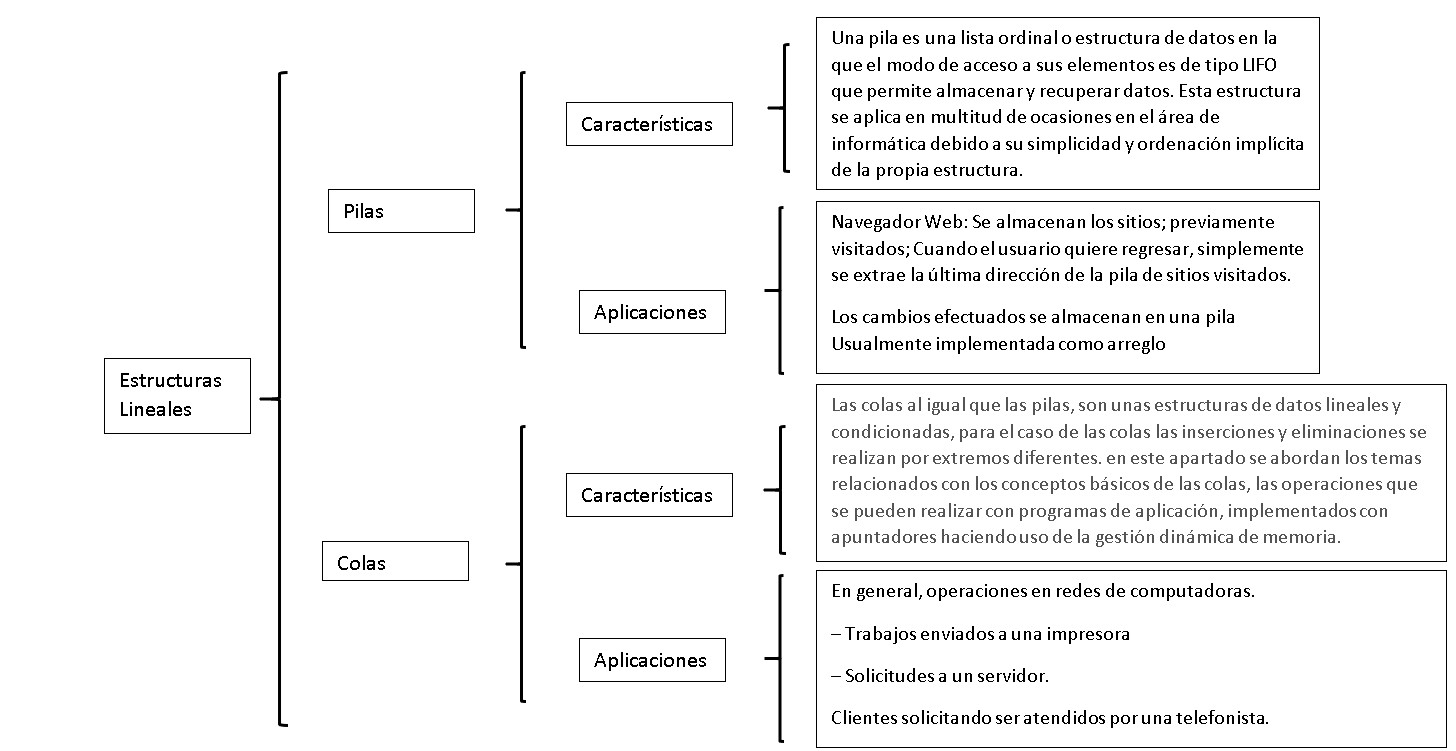 Estructuras
Lineales
Pilas
Características
Una pila es una lista ordinal o estructura de datos en la
que el modo de acceso a sus elementos es de tipo LIFO
que permite almacenar y recuperar datos. Esta estructura
se aplica en multitud de ocasiones en el área de
informática debido a su simplicidad y ordenación implícita
de la propia estructura.
Aplicaciones
Navegador Web: Se almacenan los sitios; previamente
visitados; Cuando el usuario quiere regresar, simplemente
se extrae la última dirección de la pila de sitios visitados.
Los cambios efectuados se almacenan en una pila
Usualmente implementada como arreglo
Colas
Características
Las colas al igual que las pilas, son unas estructuras de datos lineales y
condicionadas, para el caso de las colas las inserciones y eliminaciones se
realizan por extremos diferentes. en este apartado se abordan los temas
relacionados con los conceptos básicos de las colas, las operaciones que
se pueden realizar con programas de aplicación, implementados con
apuntadores haciendo uso de la gestión dinámica de memoria.
Aplicaciones
En general, operaciones en redes de computadoras.
– Trabajos enviados a una impresora
– Solicitudes a un servidor.
Clientes solicitando ser atendidos por una telefonista.